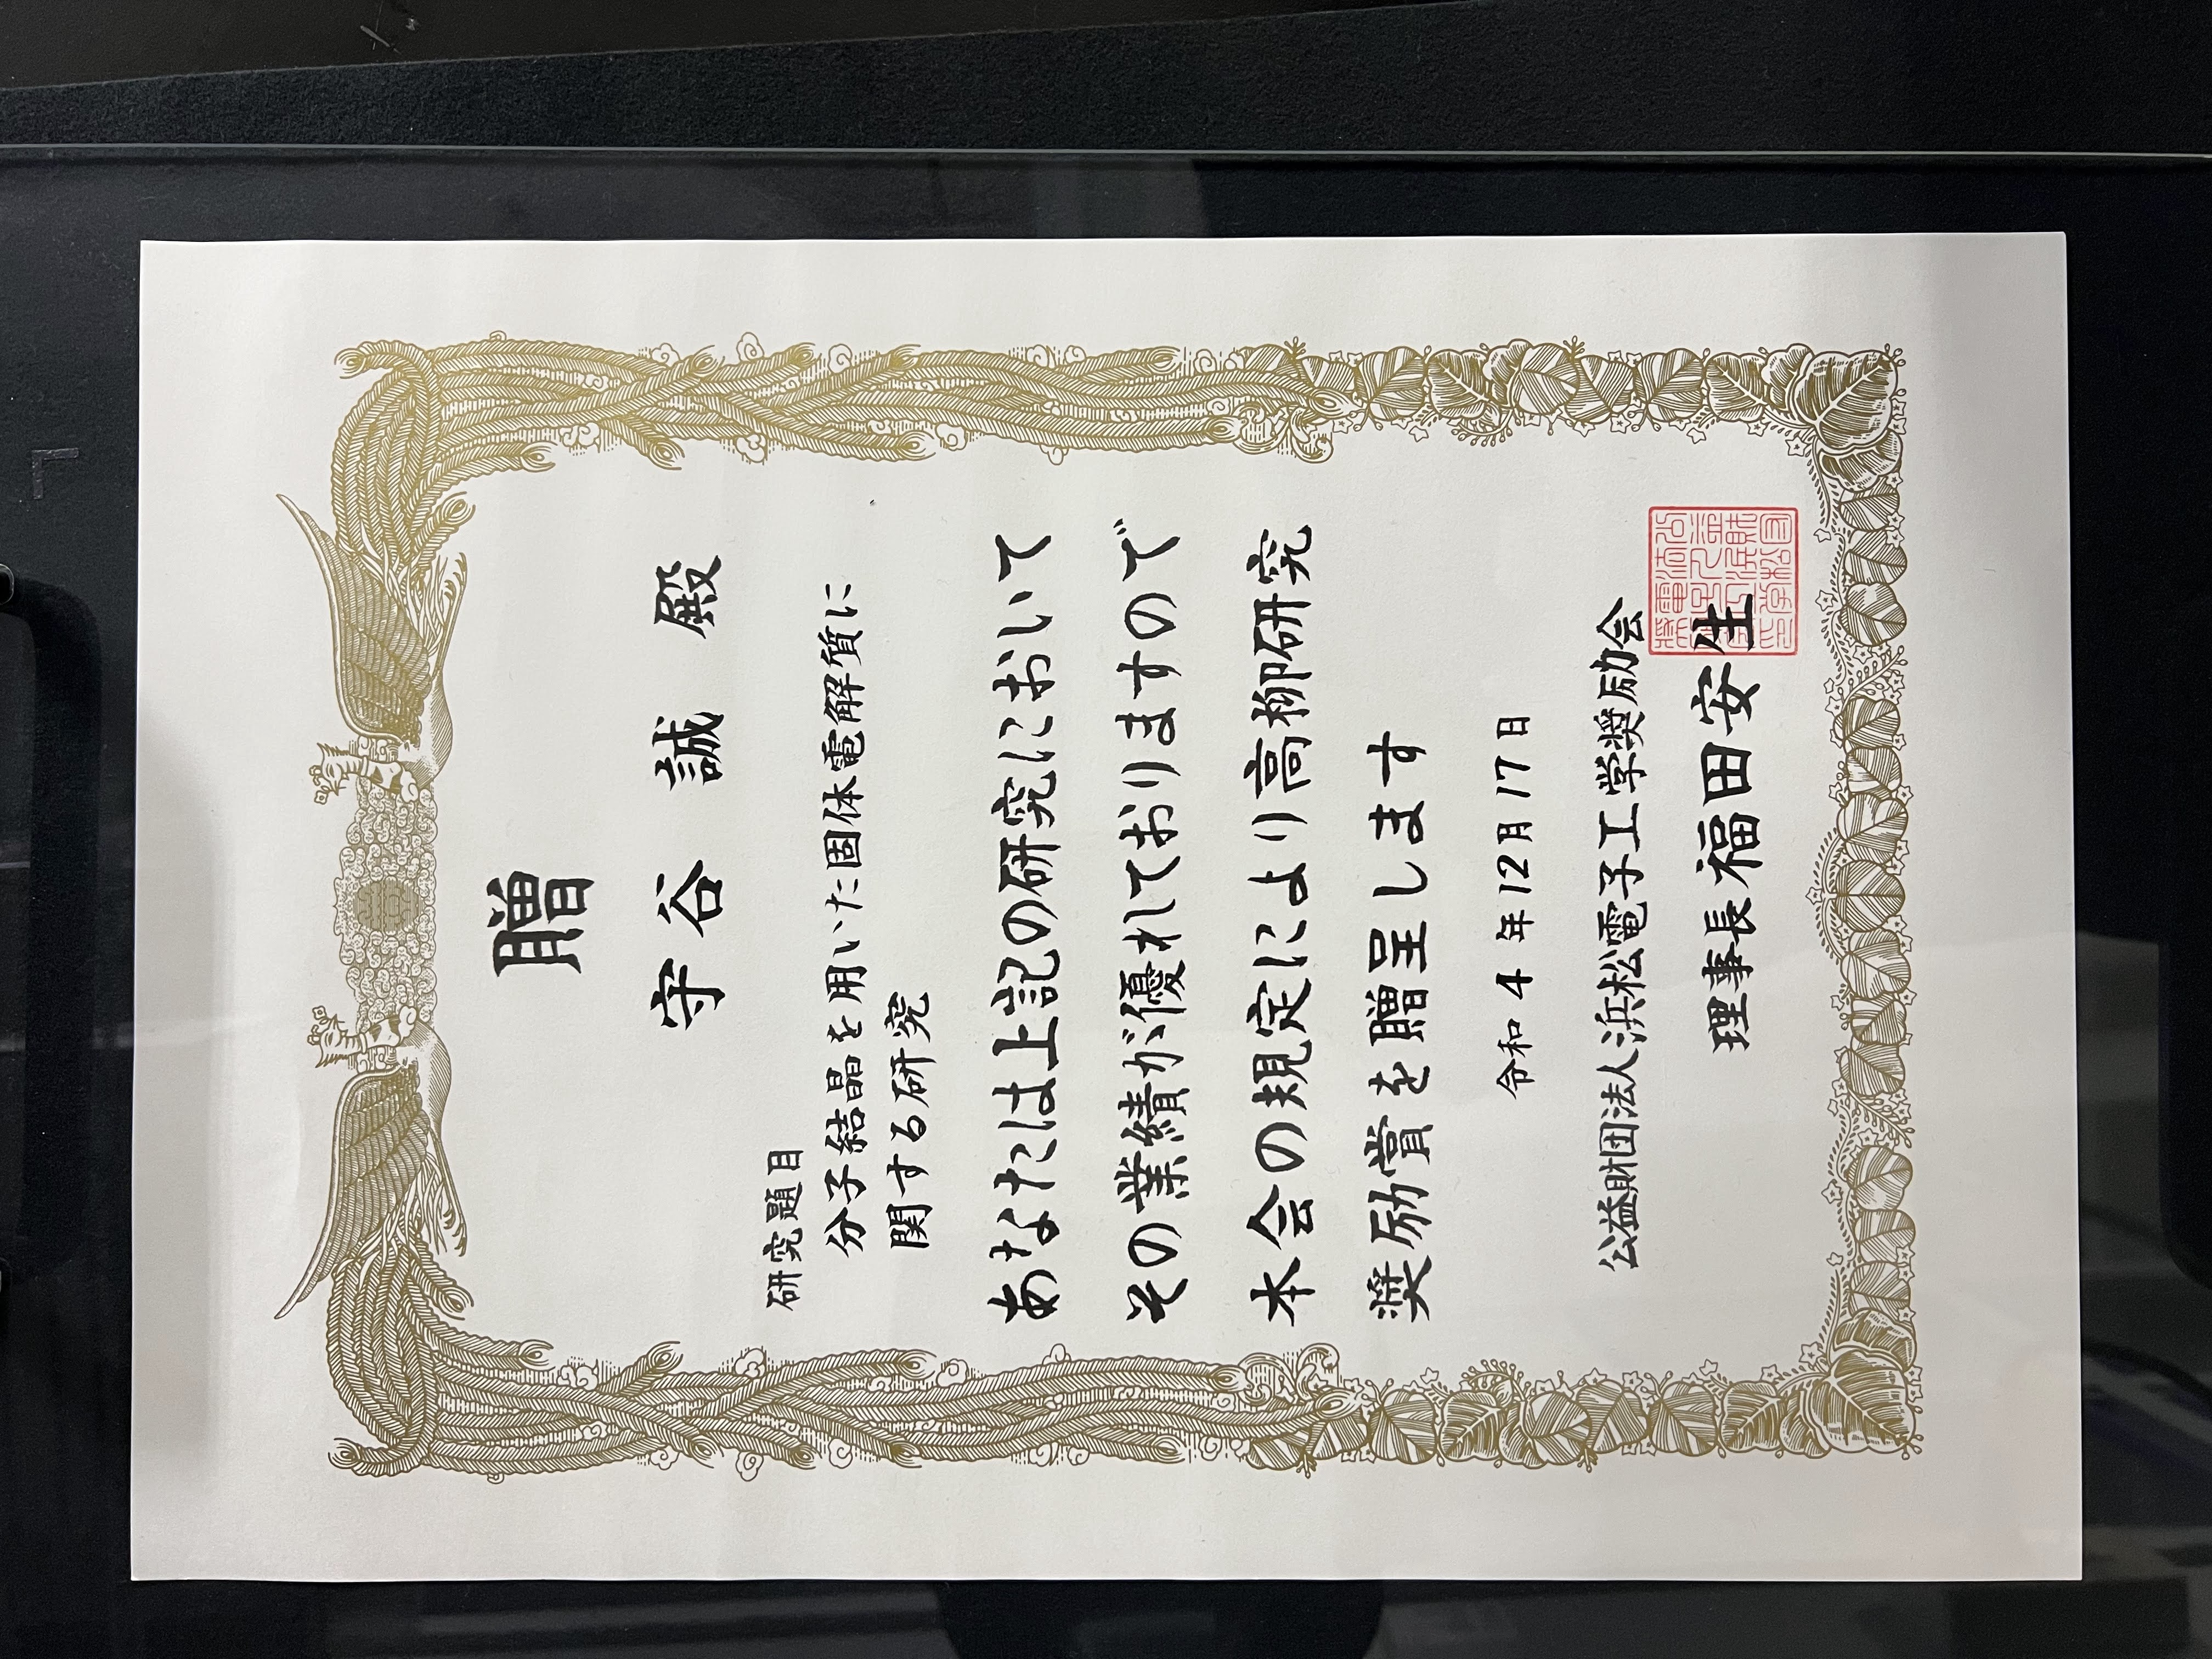 贈
守谷 誠 殿
研究題目
分子結晶を用いた固体電解質に
関する研究
あなたは上記の研究において
その業績が優れておりますので
本会の規定により高柳研究
奨励賞を贈呈します
令和4年12月17日
公益財団法人浜松電子工学奨励会
理事長福田安生